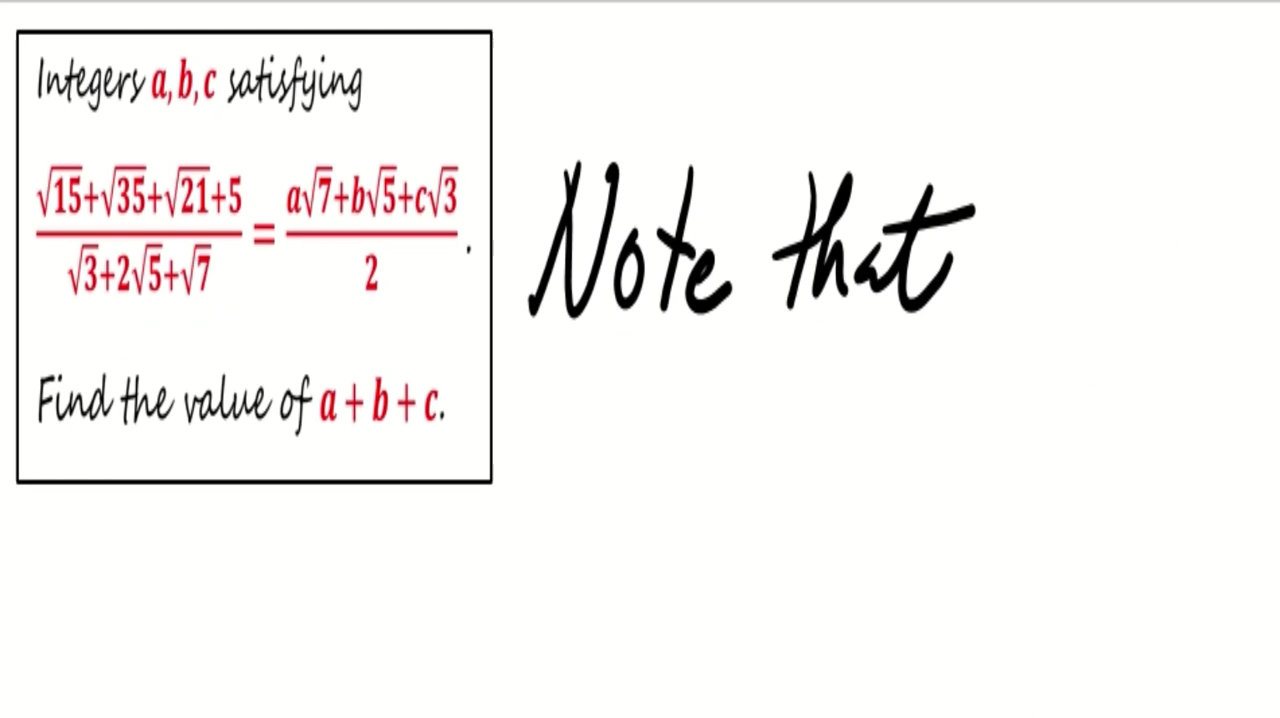 Integers a, b, c satisfying
√15+√35+√21+5 / √3+2√5+√7 = a√7+b√5+c√3 / 2 .
Find the value of a + b + c.
Note that